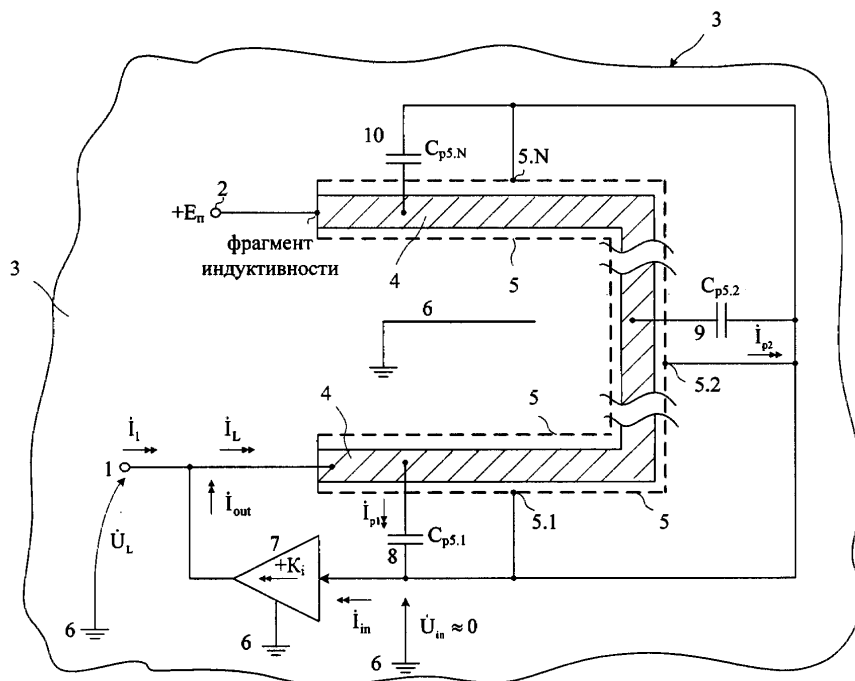 3
10
C_p5.N
5.N
2
+E_п
фрагмент
индуктивности
4
5
3
6
C_p5.2
9
İ_p2
5.2
4
5
İ_1
İ_L
1
İ_out
İ_p1
5.1
5
U̇_L
7
+K_i
8
C_p5.1
İ_in
U̇_in ≈ 0
6
6
6